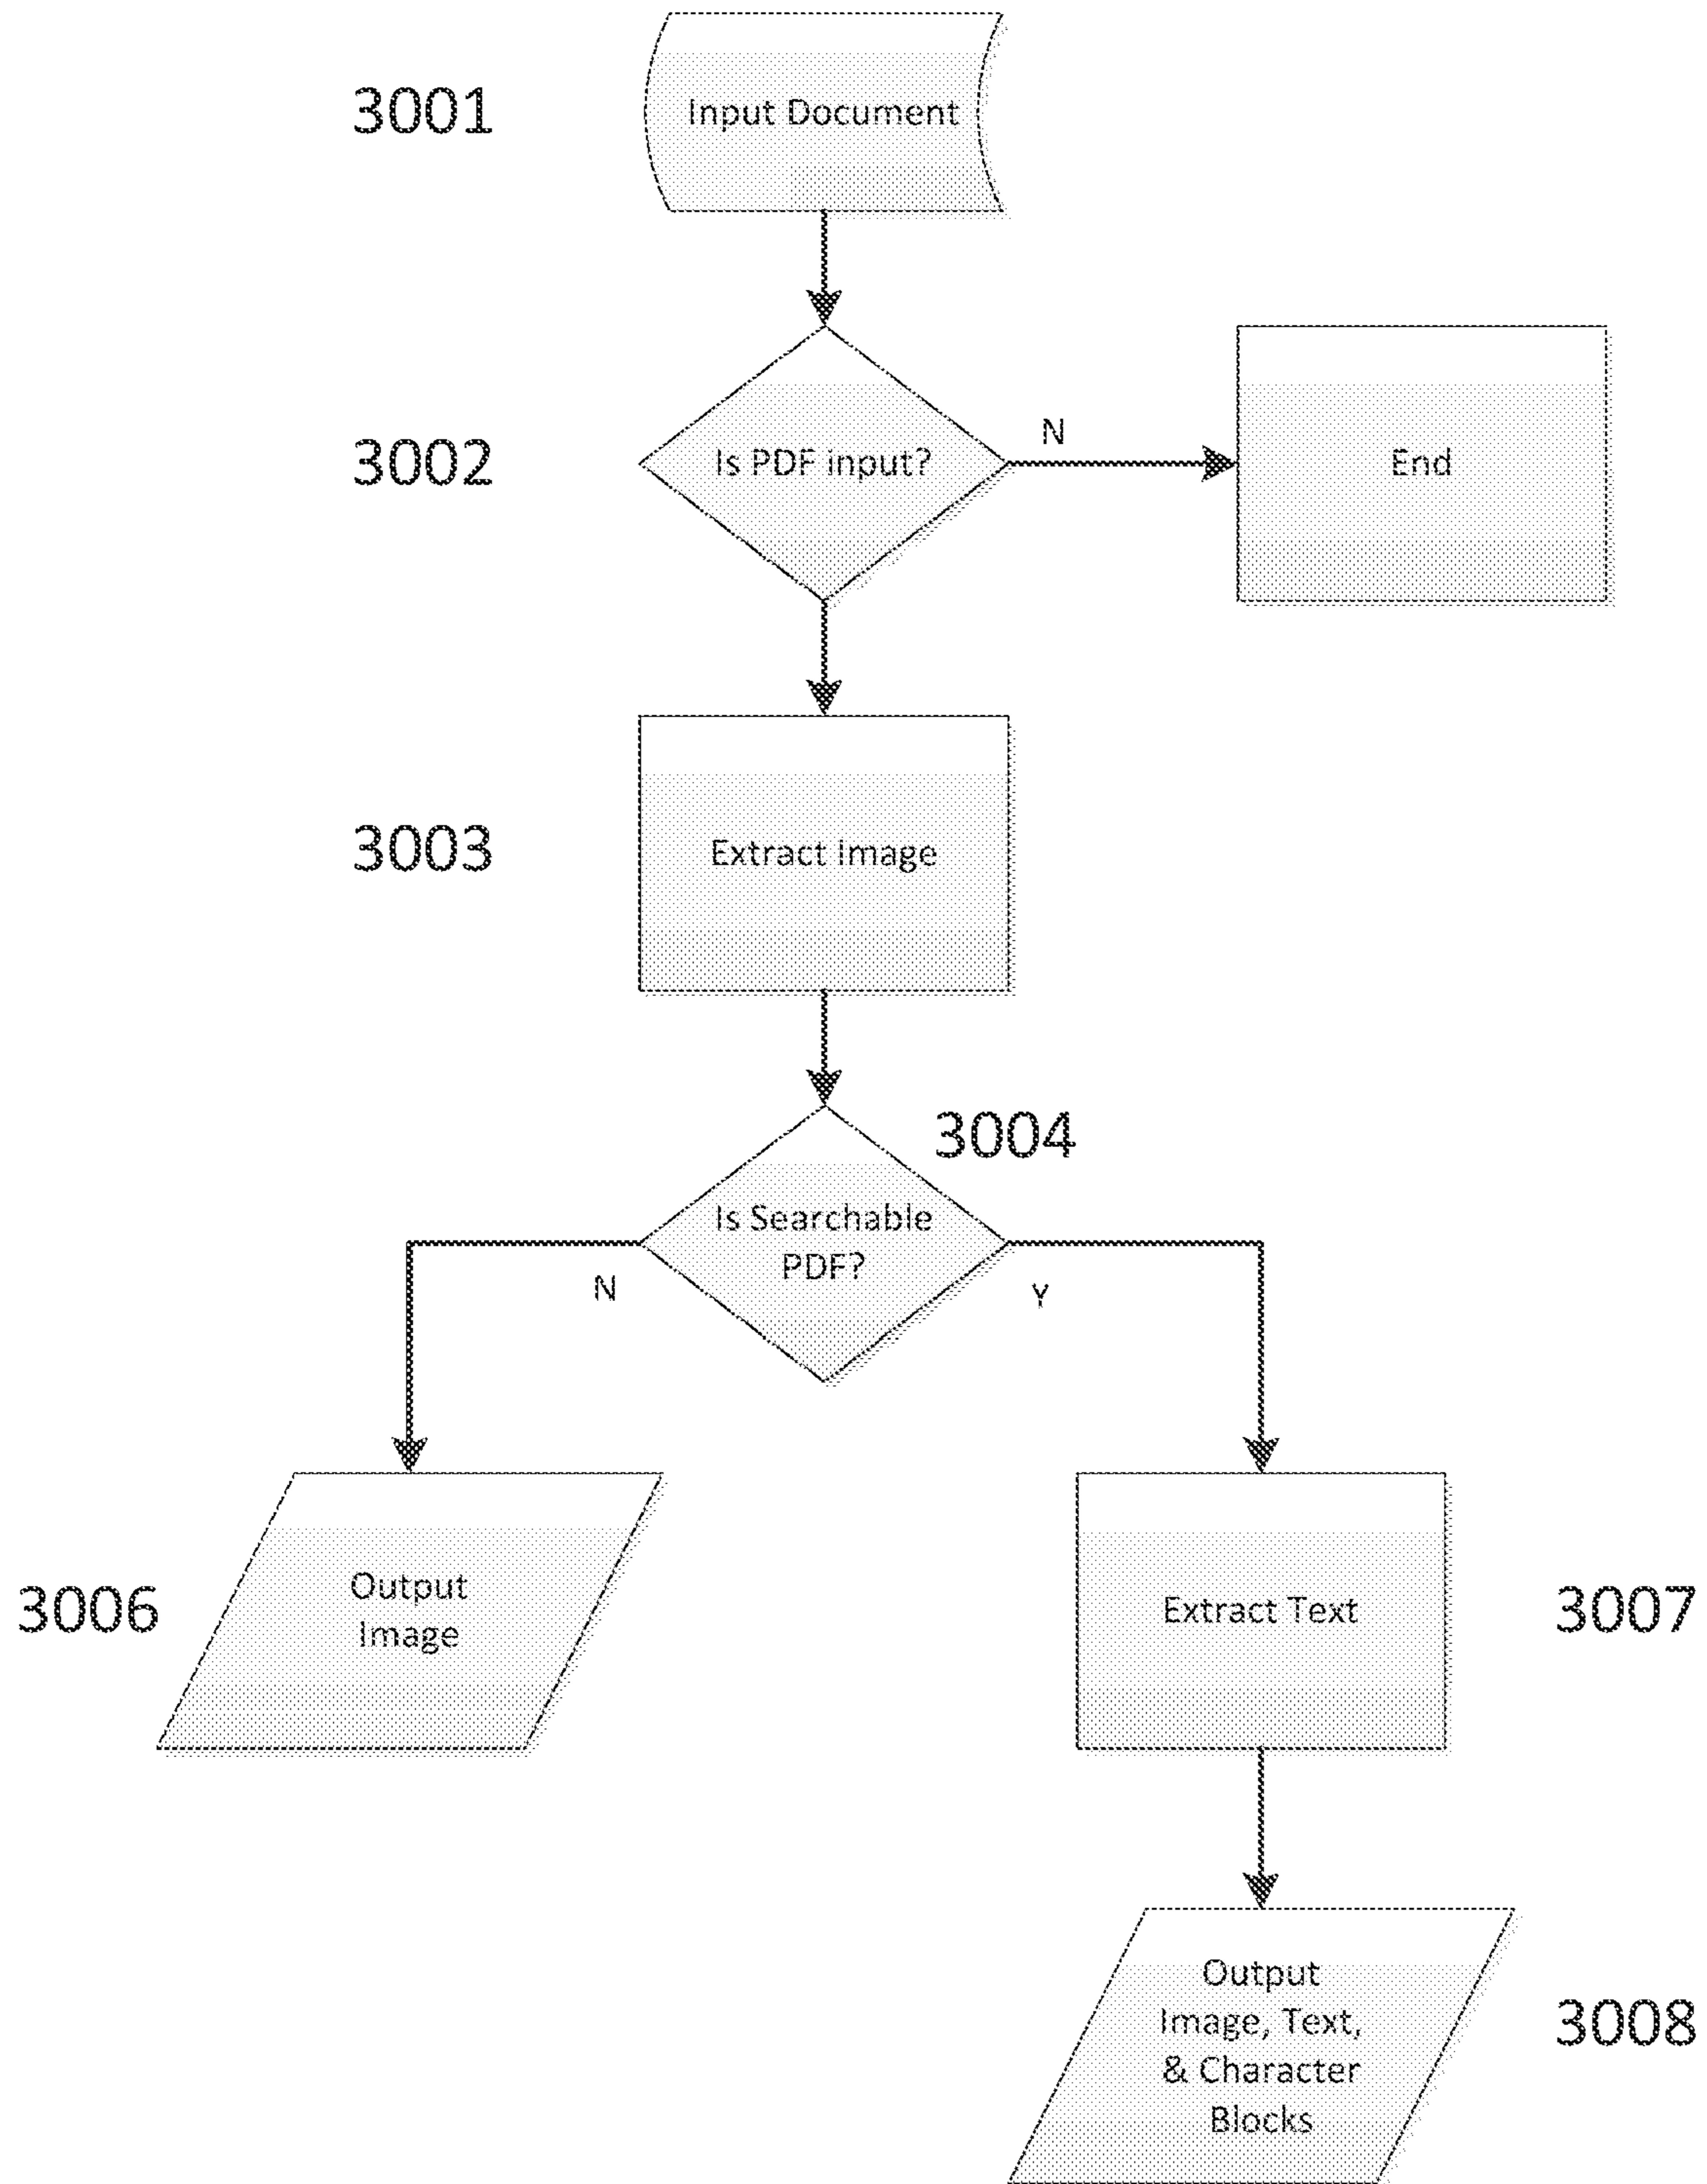 3001
Input Document
3002
Is PDF input?
N
End
3003
Extract Image
3004
Is Searchable
PDF?
N
Y
3006
Output
Image
Extract Text
3007
Output
Image, Text,
& Character
Blocks
3008